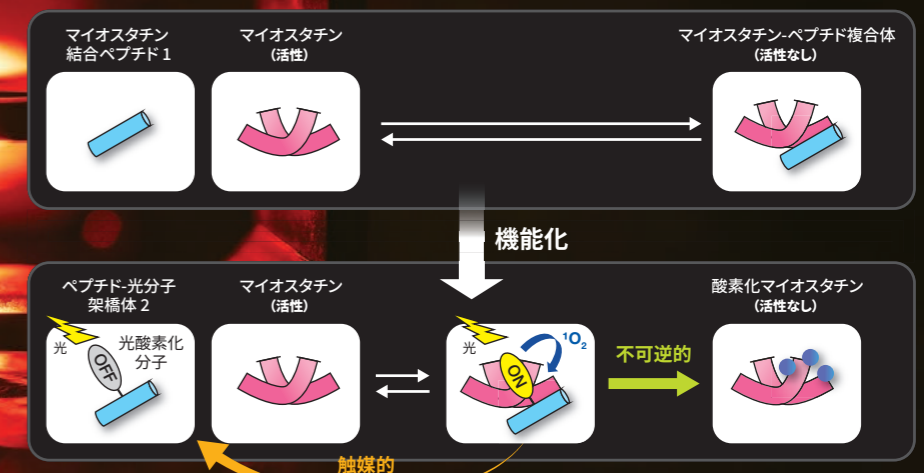 マイオスタチン
結合ペプチド 1
マイオスタチン
(活性)
マイオスタチン-ペプチド複合体
(活性なし)
機能化
ペプチド-光分子
架橋体 2
光
光酸素化
分子
OFF
マイオスタチン
(活性)
光
ON
¹O₂
不可逆的
酸素化マイオスタチン
(活性なし)
触媒的